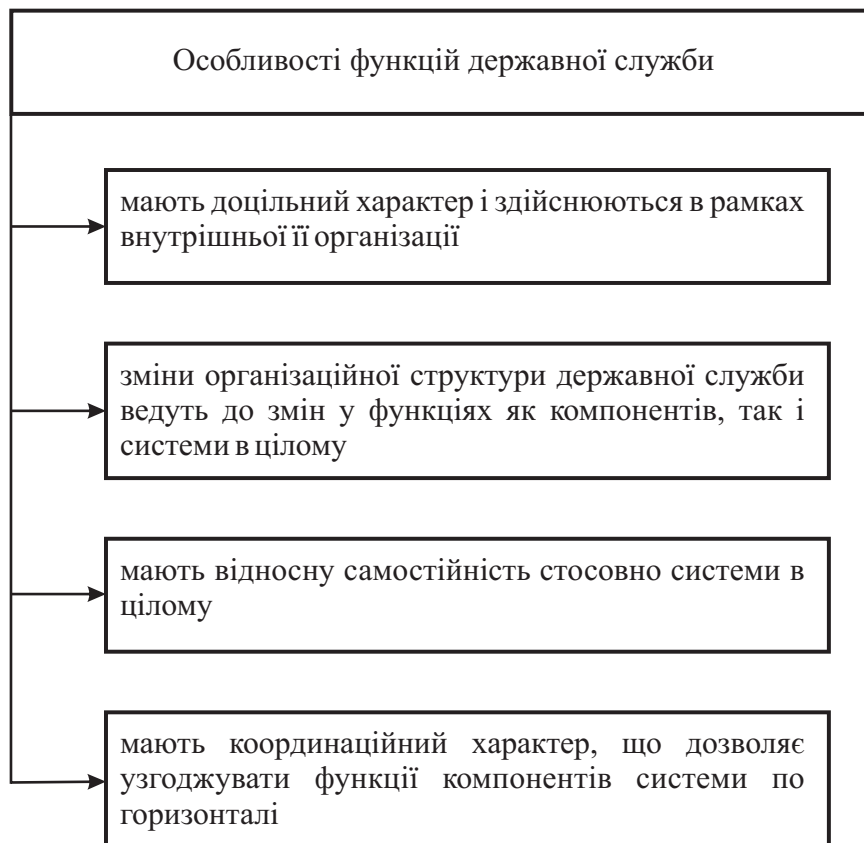 Особливості функцій державної служби
мають доцільний характер і здійснюються в рамках
внутрішньої її організації
зміни організаційної структури державної служби
ведуть до змін у функціях як компонентів, так і
системи в цілому
мають відносну самостійність стосовно системи в
цілому
мають координаційний характер, що дозволяє
узгоджувати функції компонентів системи по
горизонталі